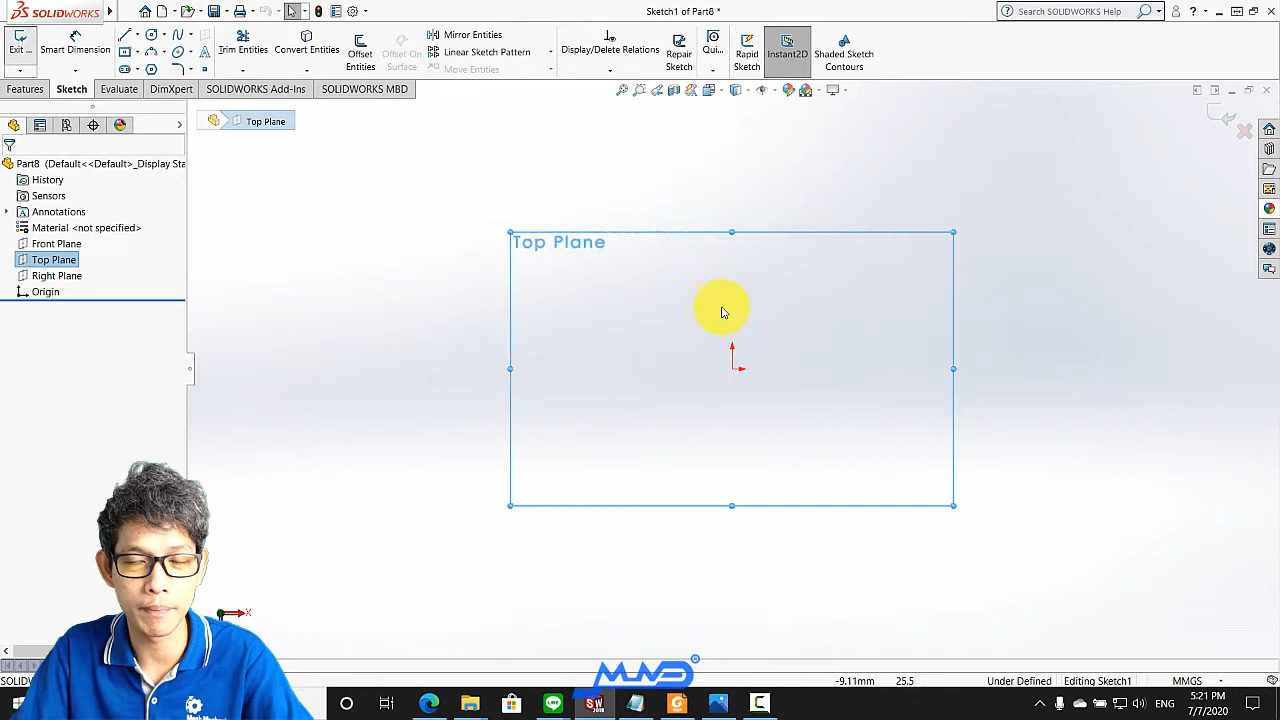 SOLIDWORKS
Sketch1 of Part8 *
Search SOLIDWORKS Help
Exit ...
Smart Dimension
Trim Entities
Convert Entities
Offset Entities
Offset On Surface
Mirror Entities
Linear Sketch Pattern
Move Entities
Display/Delete Relations
Repair Sketch
Qui...
Rapid Sketch
Instant2D
Shaded Sketch Contours
Features
Sketch
Evaluate
DimXpert
SOLIDWORKS Add-Ins
SOLIDWORKS MBD
Top Plane
Part8 (Default<<Default>_Display Sta
History
Sensors
Annotations
Material <not specified>
Front Plane
Top Plane
Right Plane
Origin
Top Plane
X
SOLIDW
-9.11mm
25.5
Under Defined
Editing Sketch1
MMGS
ENG
5:21 PM
7/7/2020